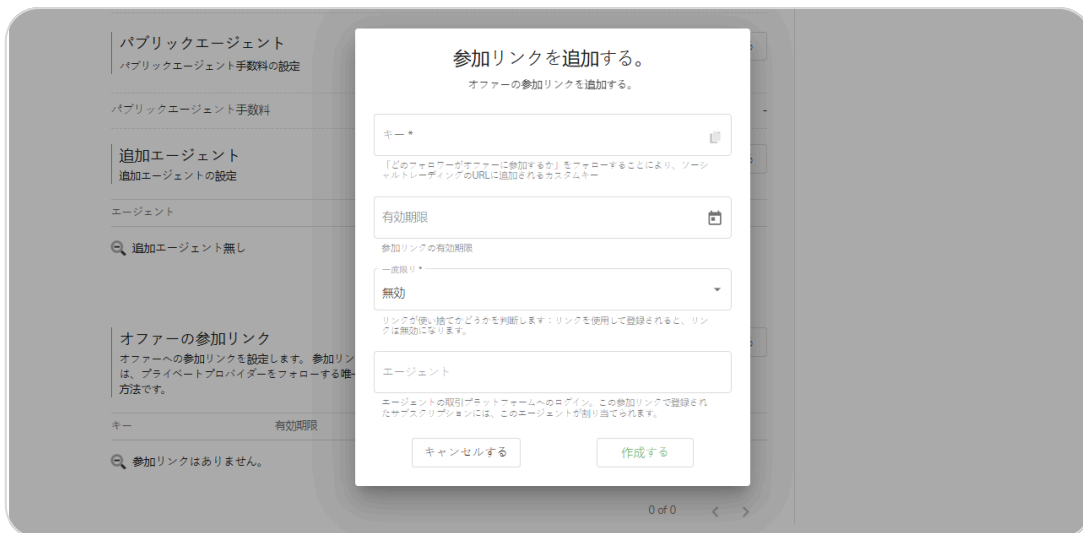 パブリックエージェント
パブリックエージェント手数料の設定
パブリックエージェント手数料
-
追加エージェント
追加エージェントの設定
エージェント
追加エージェント無し
オファーの参加リンク
オファーへの参加リンクを設定します。 参加リン
は、プライベートプロバイダーをフォローする唯一
方法です。
キー
有効期限
参加リンクはありません。
0 of 0
参加リンクを追加する。
オファーの参加リンクを追加する。
キー *
「どのフォロワーがオファーに参加するか」をフォローすることにより、ソーシ
ャルトレーディングのURLに追加されるカスタムキー
有効期限
参加リンクの有効期限
一度限り *
無効
リンクが使い捨てかどうかを判断します：リンクを使用して登録されると、リン
クは無効になります。
エージェント
エージェントの取引プラットフォームへのログイン。この参加リンクで登録され
たサブスクリプションには、このエージェントが割り当てられます。
キャンセルする
作成する